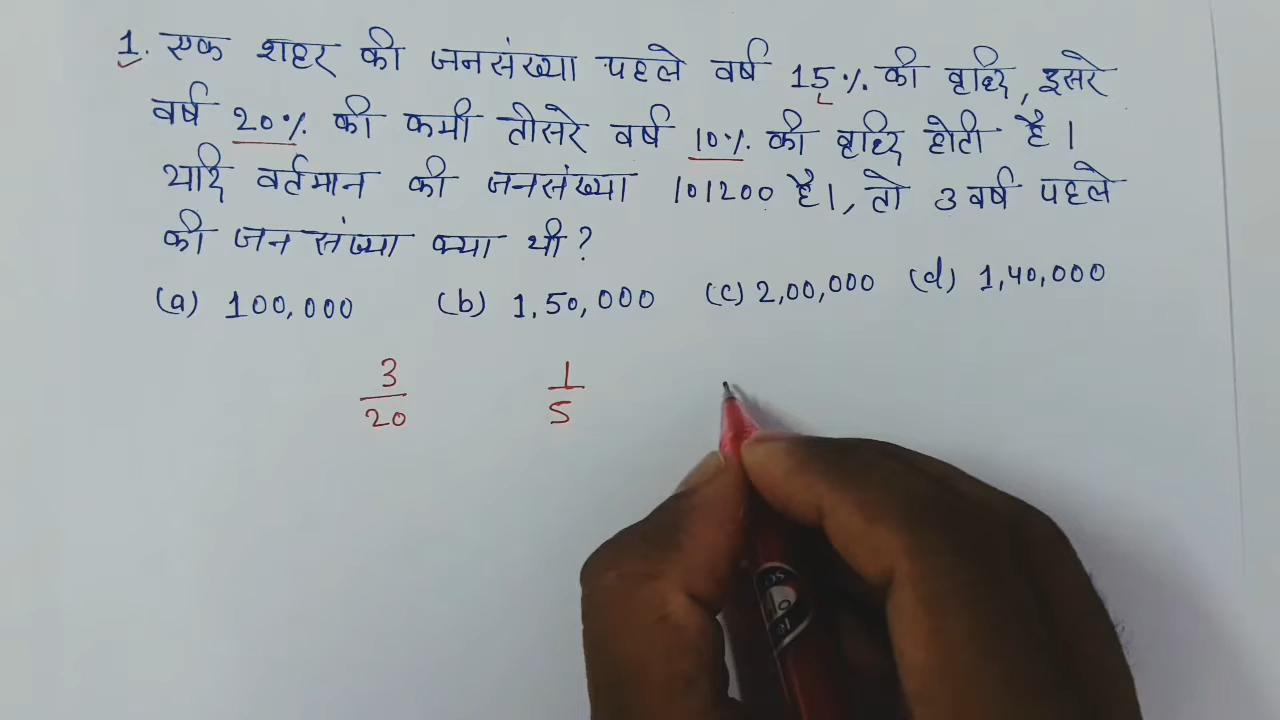 1. एक शहर की जनसंख्या पहले वर्ष 15% की वृद्धि, दुसरे
वर्ष 20% की कमी तीसरे वर्ष 10% की वृद्धि होती है।
यदि वर्तमान की जनसंख्या 101200 है।, तो 3 वर्ष पहले
की जन संख्या क्या थी?
(a) 100,000 (b) 1,50,000 (c) 2,00,000 (d) 1,40,000
3/20 1/5